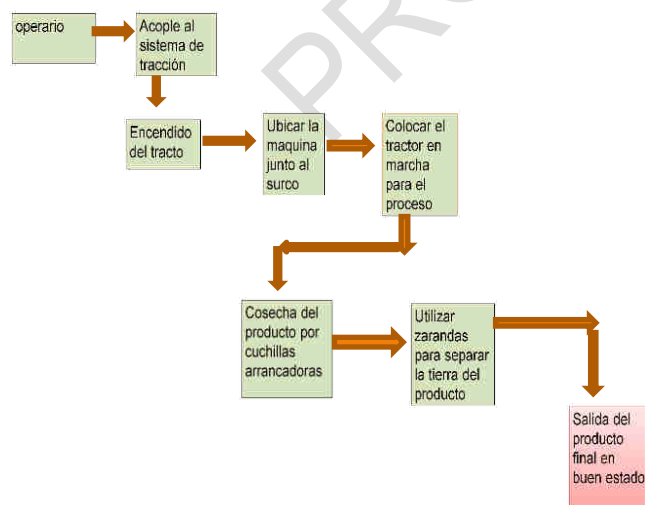 operario
Acople al
sistema de
tracción
Encendido
del tracto
Ubicar la
maquina
junto al
surco
Colocar el
tractor en
marcha
para el
proceso
Cosecha del
producto por
cuchillas
arrancadoras
Utilizar
zarandas
para separar
la tierra del
producto
Salida del
producto
final en
buen estado